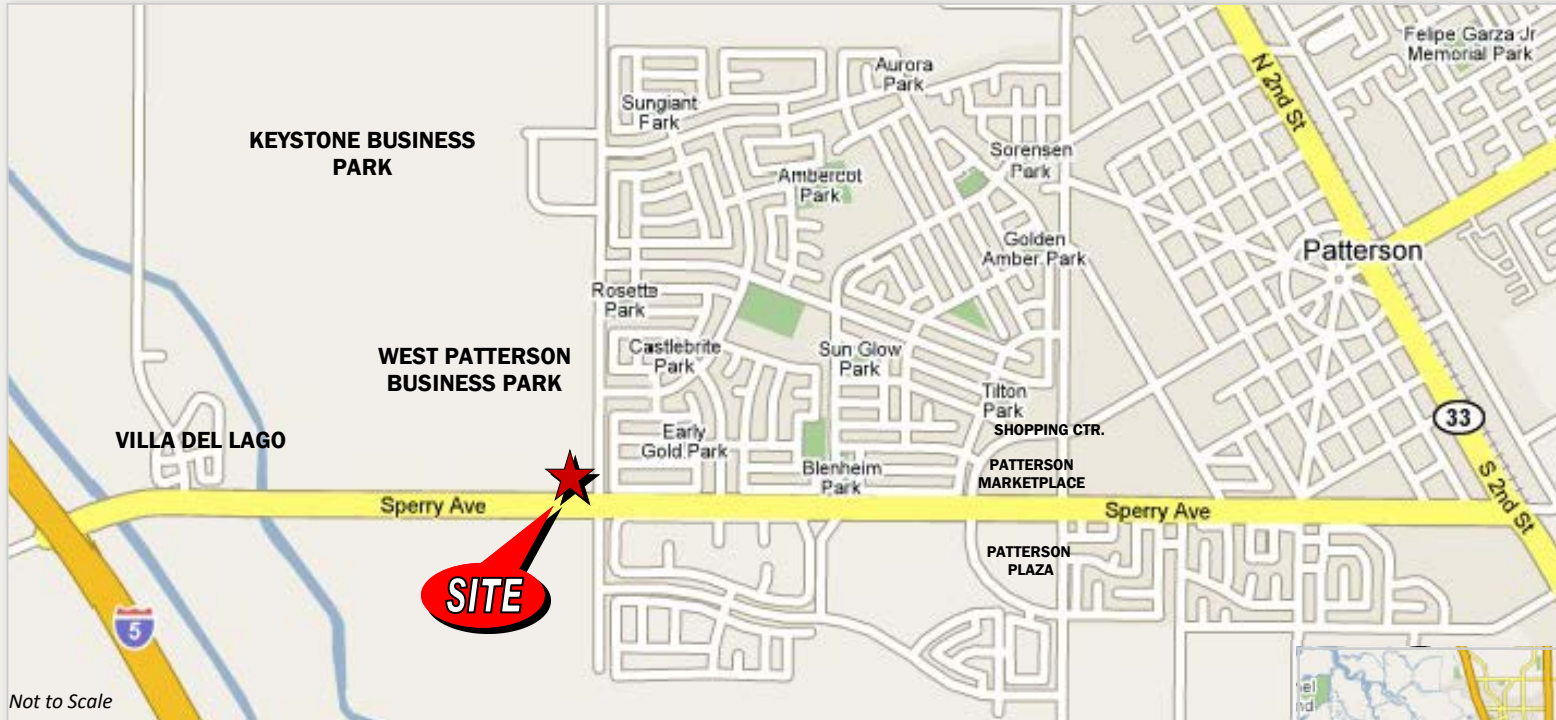 Felipe Garza Jr
Memorial Park
N 2nd St
Aurora
Park
Sungiant
Park
KEYSTONE BUSINESS
PARK
Sorensen
Park
Ambercot
Park
Golden
Amber Park
Patterson
Rosetta
Park
WEST PATTERSON
BUSINESS PARK
Castlebrite
Park
Sun Glow
Park
Tilton
Park
33
SHOPPING CTR.
VILLA DEL LAGO
Early
Gold Park
Blenheim
Park
PATTERSON
MARKETPLACE
Sperry Ave
Sperry Ave
S 2nd St
PATTERSON
PLAZA
SITE
5
Not to Scale